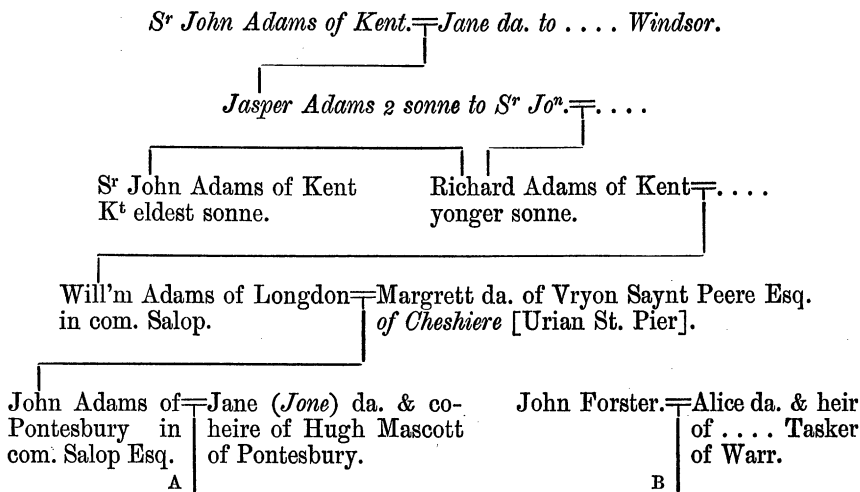 Sʳ John Adams of Kent.=Jane da. to . . . . Windsor.
Jasper Adams 2 sonne to Sʳ Joⁿ.=. . . .
Sʳ John Adams of Kent
Kᵗ eldest sonne.
Richard Adams of Kent=. . . .
yonger sonne.
Will'm Adams of Longdon=Margrett da. of Vryon Saynt Peere Esq.
in com. Salop.
of Cheshiere [Urian St. Pier].
John Adams of
Pontesbury in
com. Salop Esq.
=Jane (Jone) da. & co-
heire of Hugh Mascott
of Pontesbury.
A
John Forster.=Alice da. & heir
of . . . . Tasker
of Warr.
B